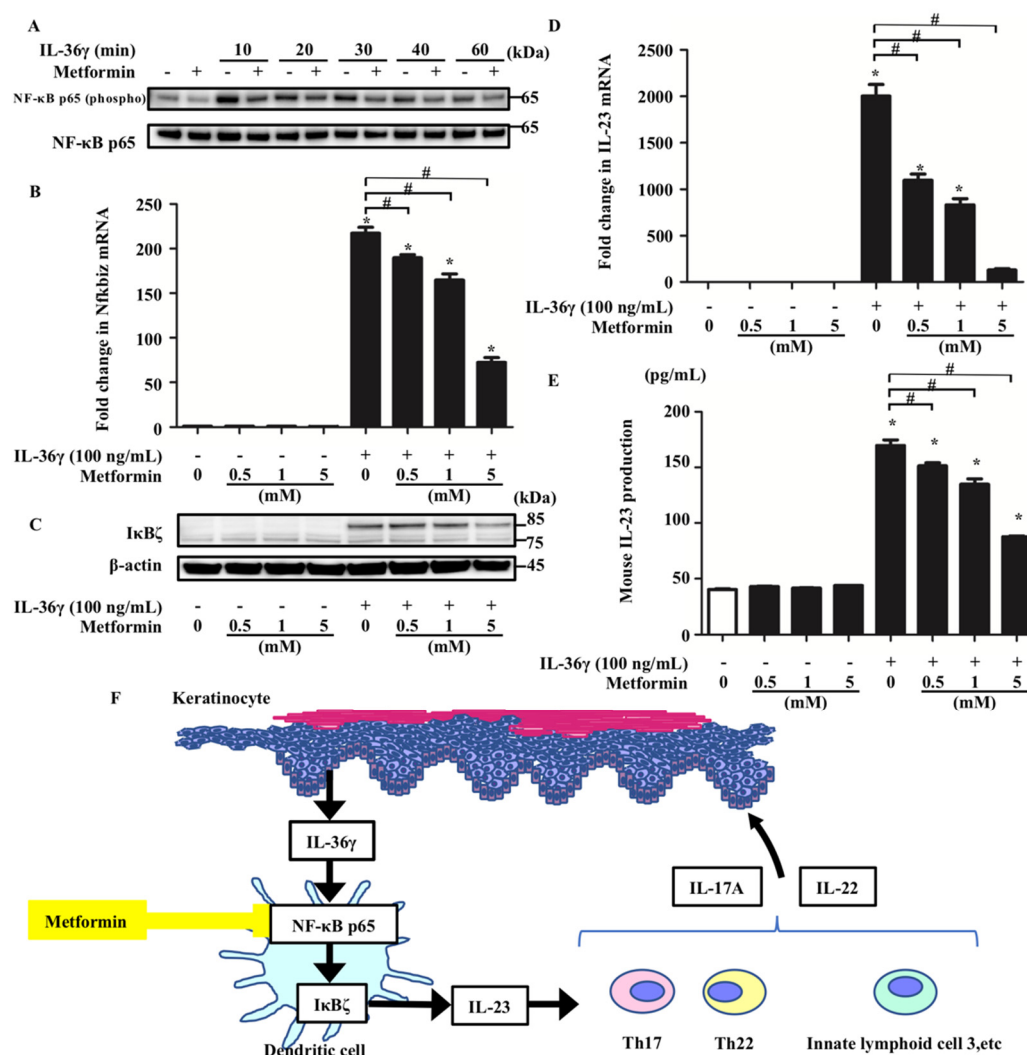 A
IL-36γ (min) 10 20 30 40 60 (kDa)
Metformin - + - + - + - + - + - +
NF-κB p65 (phospho) 65
NF-κB p65 65
B
# # #
Fold change in Nfkbiz mRNA
250
200
150
100
50
0
* * * *
IL-36γ (100 ng/mL) - - - - + + + +
Metformin 0 0.5 1 5 0 0.5 1 5
(mM) (mM)
C
(kDa)
IκBζ 85
75
β-actin 45
IL-36γ (100 ng/mL) - - - - + + + +
Metformin 0 0.5 1 5 0 0.5 1 5
(mM) (mM)
D
# # #
Fold change in IL-23 mRNA
2500
2000
1500
1000
500
0
* * *
IL-36γ (100 ng/mL) - - - - + + + +
Metformin 0 0.5 1 5 0 0.5 1 5
(mM) (mM)
E
(pg/mL)
# # #
Mouse IL-23 production
200
150
100
50
0
* * * *
IL-36γ (100 ng/mL) - - - - + + + +
Metformin 0 0.5 1 5 0 0.5 1 5
(mM) (mM)
F
Keratinocyte
IL-36γ
Metformin
NF-κB p65
IκBζ
IL-23
Dendritic cell
IL-17A
IL-22
Th17
Th22
Innate lymphoid cell 3,etc